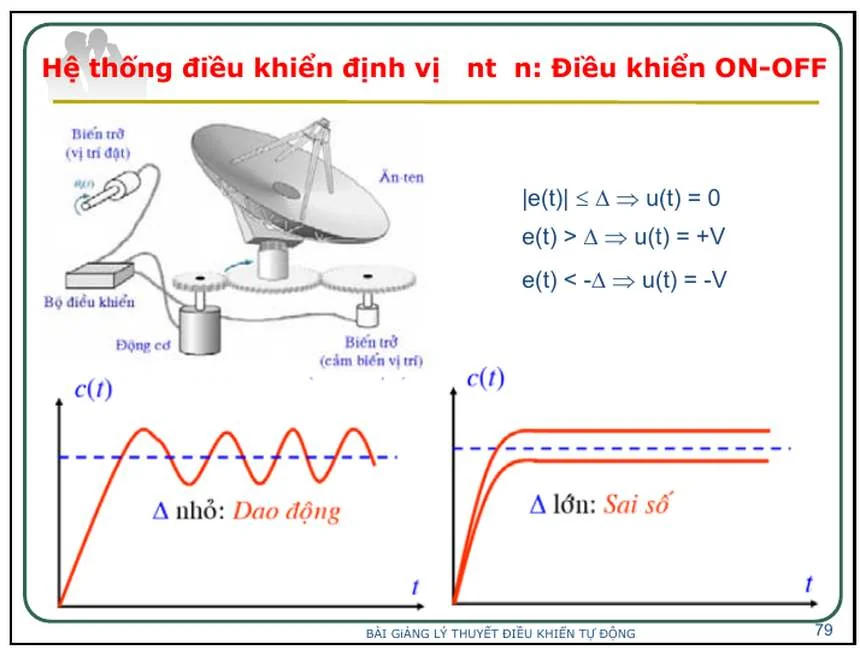 Hệ thống điều khiển định vị nt n: Điều khiển ON-OFF
Biến trở
(vị trí đặt)
θr(t)
Ăn-ten
Bộ điều khiển
Động cơ
Biến trở
(cảm biến vị trí)
|e(t)| ≤ Δ ⇒ u(t) = 0
e(t) > Δ ⇒ u(t) = +V
e(t) < -Δ ⇒ u(t) = -V
c(t)
Δ nhỏ: Dao động
t
c(t)
Δ lớn: Sai số
t
BÀI GiẢNG LÝ THUYẾT ĐIỀU KHIỂN TỰ ĐỘNG
79